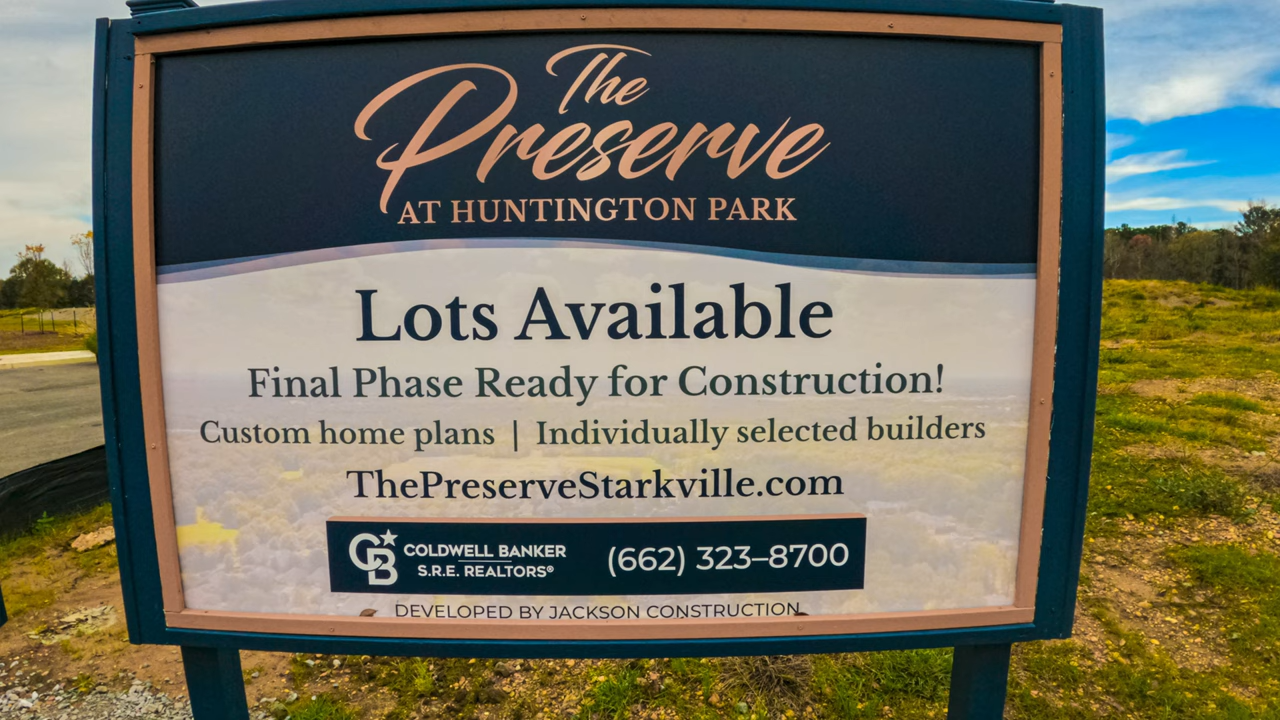 The
Preserve
AT HUNTINGTON PARK
Lots Available
Final Phase Ready for Construction!
Custom home plans | Individually selected builders
ThePreserveStarkville.com
CB COLDWELL BANKER
S.R.E. REALTORS®
(662) 323–8700
DEVELOPED BY JACKSON CONSTRUCTION